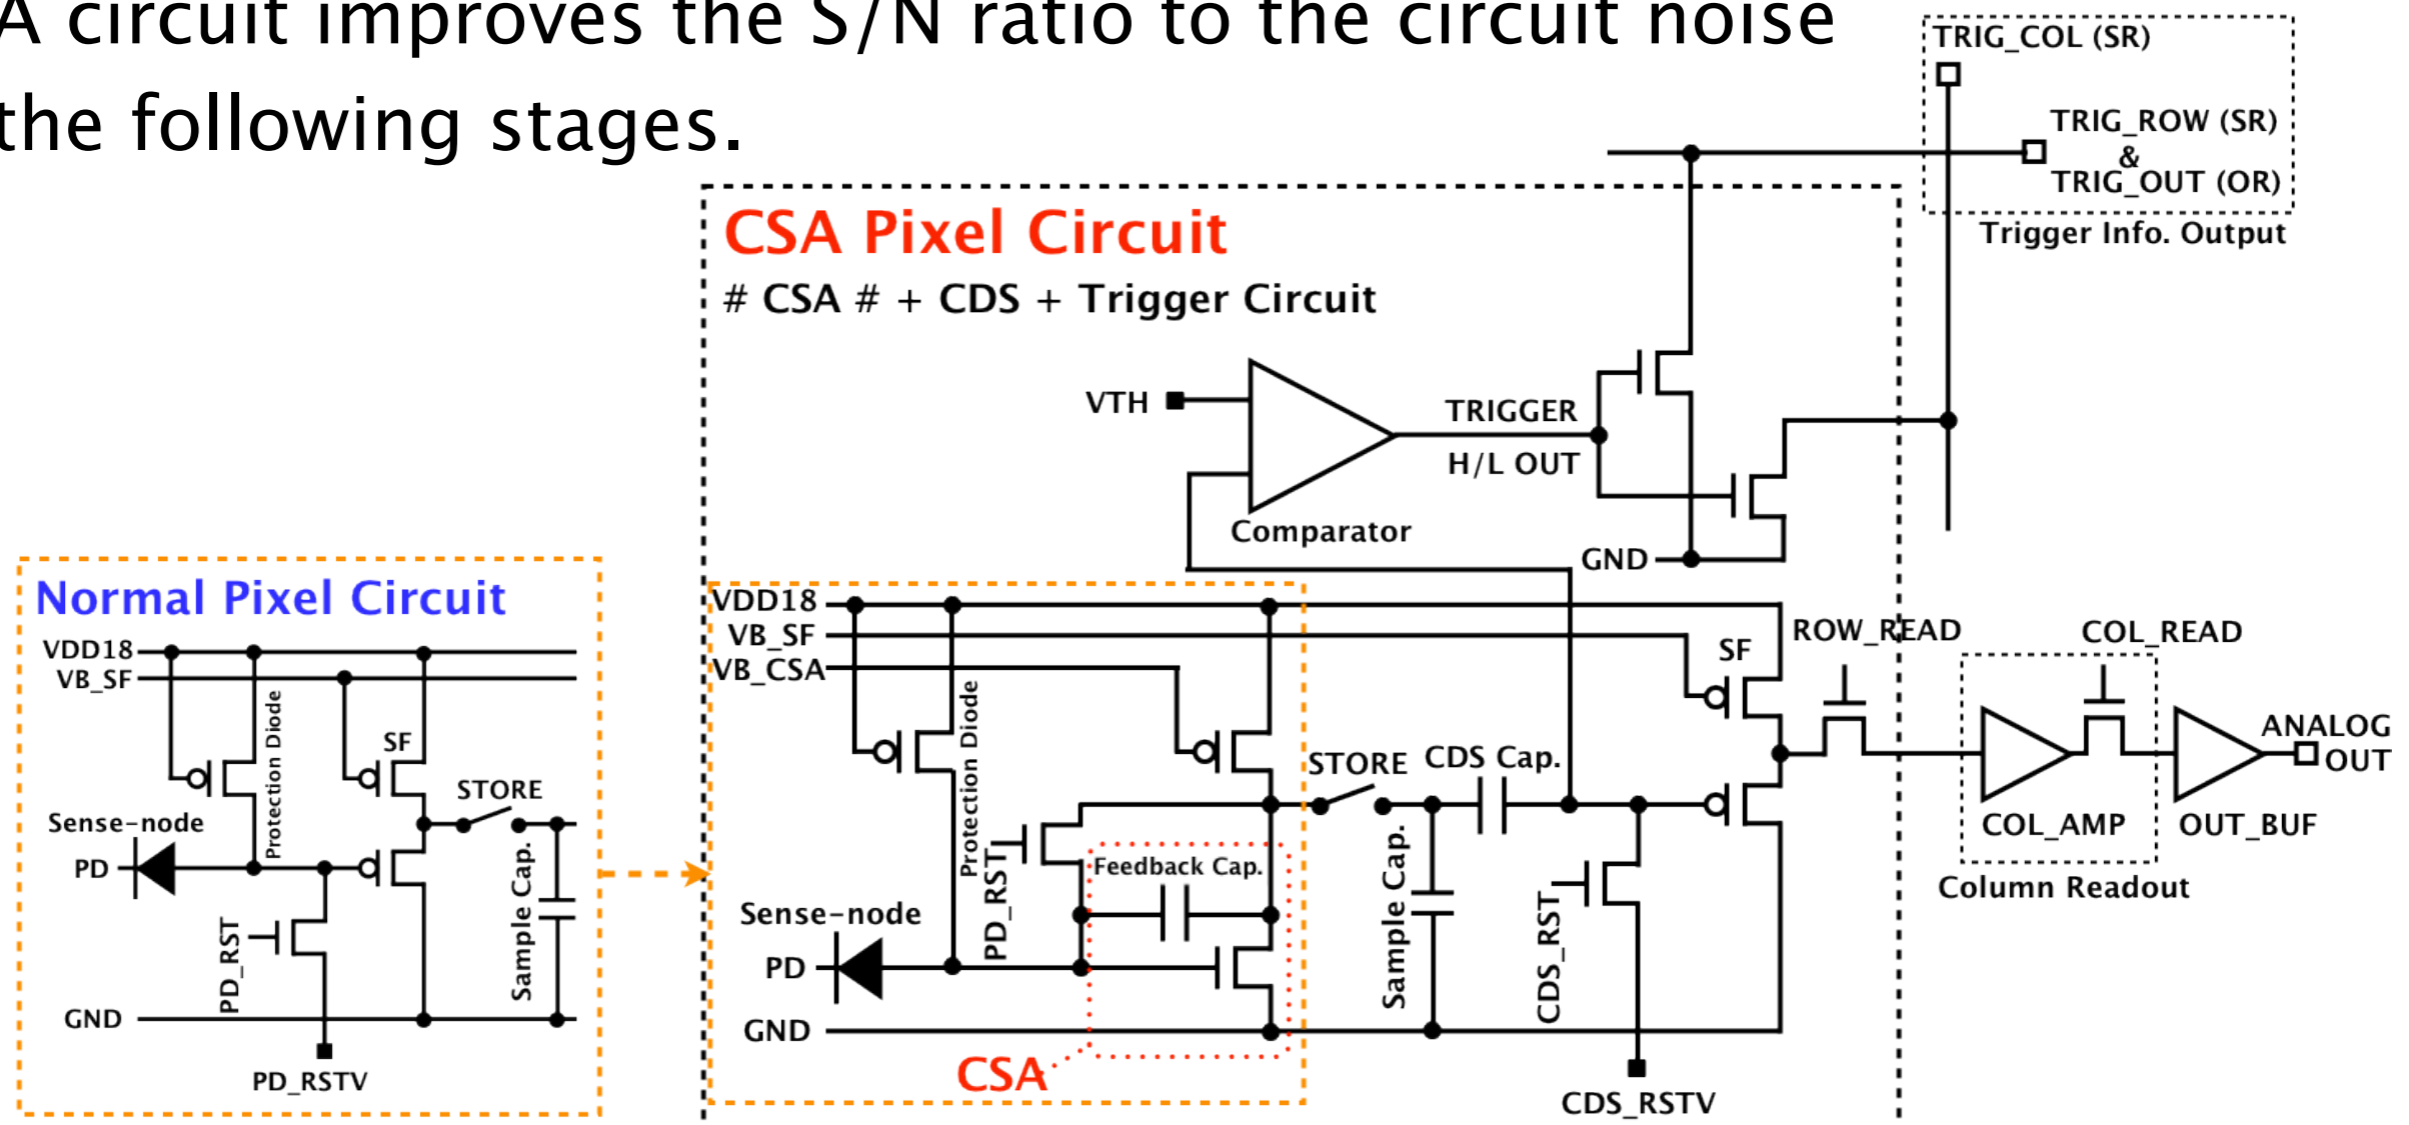 A circuit improves the S/N ratio to the circuit noise
the following stages.
TRIG_COL (SR)
TRIG_ROW (SR)
&
TRIG_OUT (OR)
Trigger Info. Output
CSA Pixel Circuit
# CSA # + CDS + Trigger Circuit
VTH
TRIGGER
H/L OUT
Comparator
GND
Normal Pixel Circuit
VDD18
VB_SF
Protection Diode
SF
STORE
Sense-node
PD
PD_RST
Sample Cap.
GND
PD_RSTV
VDD18
VB_SF
VB_CSA
Protection Diode
PD_RST
Feedback Cap.
Sense-node
PD
GND
CSA
STORE
CDS Cap.
Sample Cap.
CDS_RST
CDS_RSTV
SF
ROW_READ
COL_READ
COL_AMP
OUT_BUF
ANALOG
OUT
Column Readout